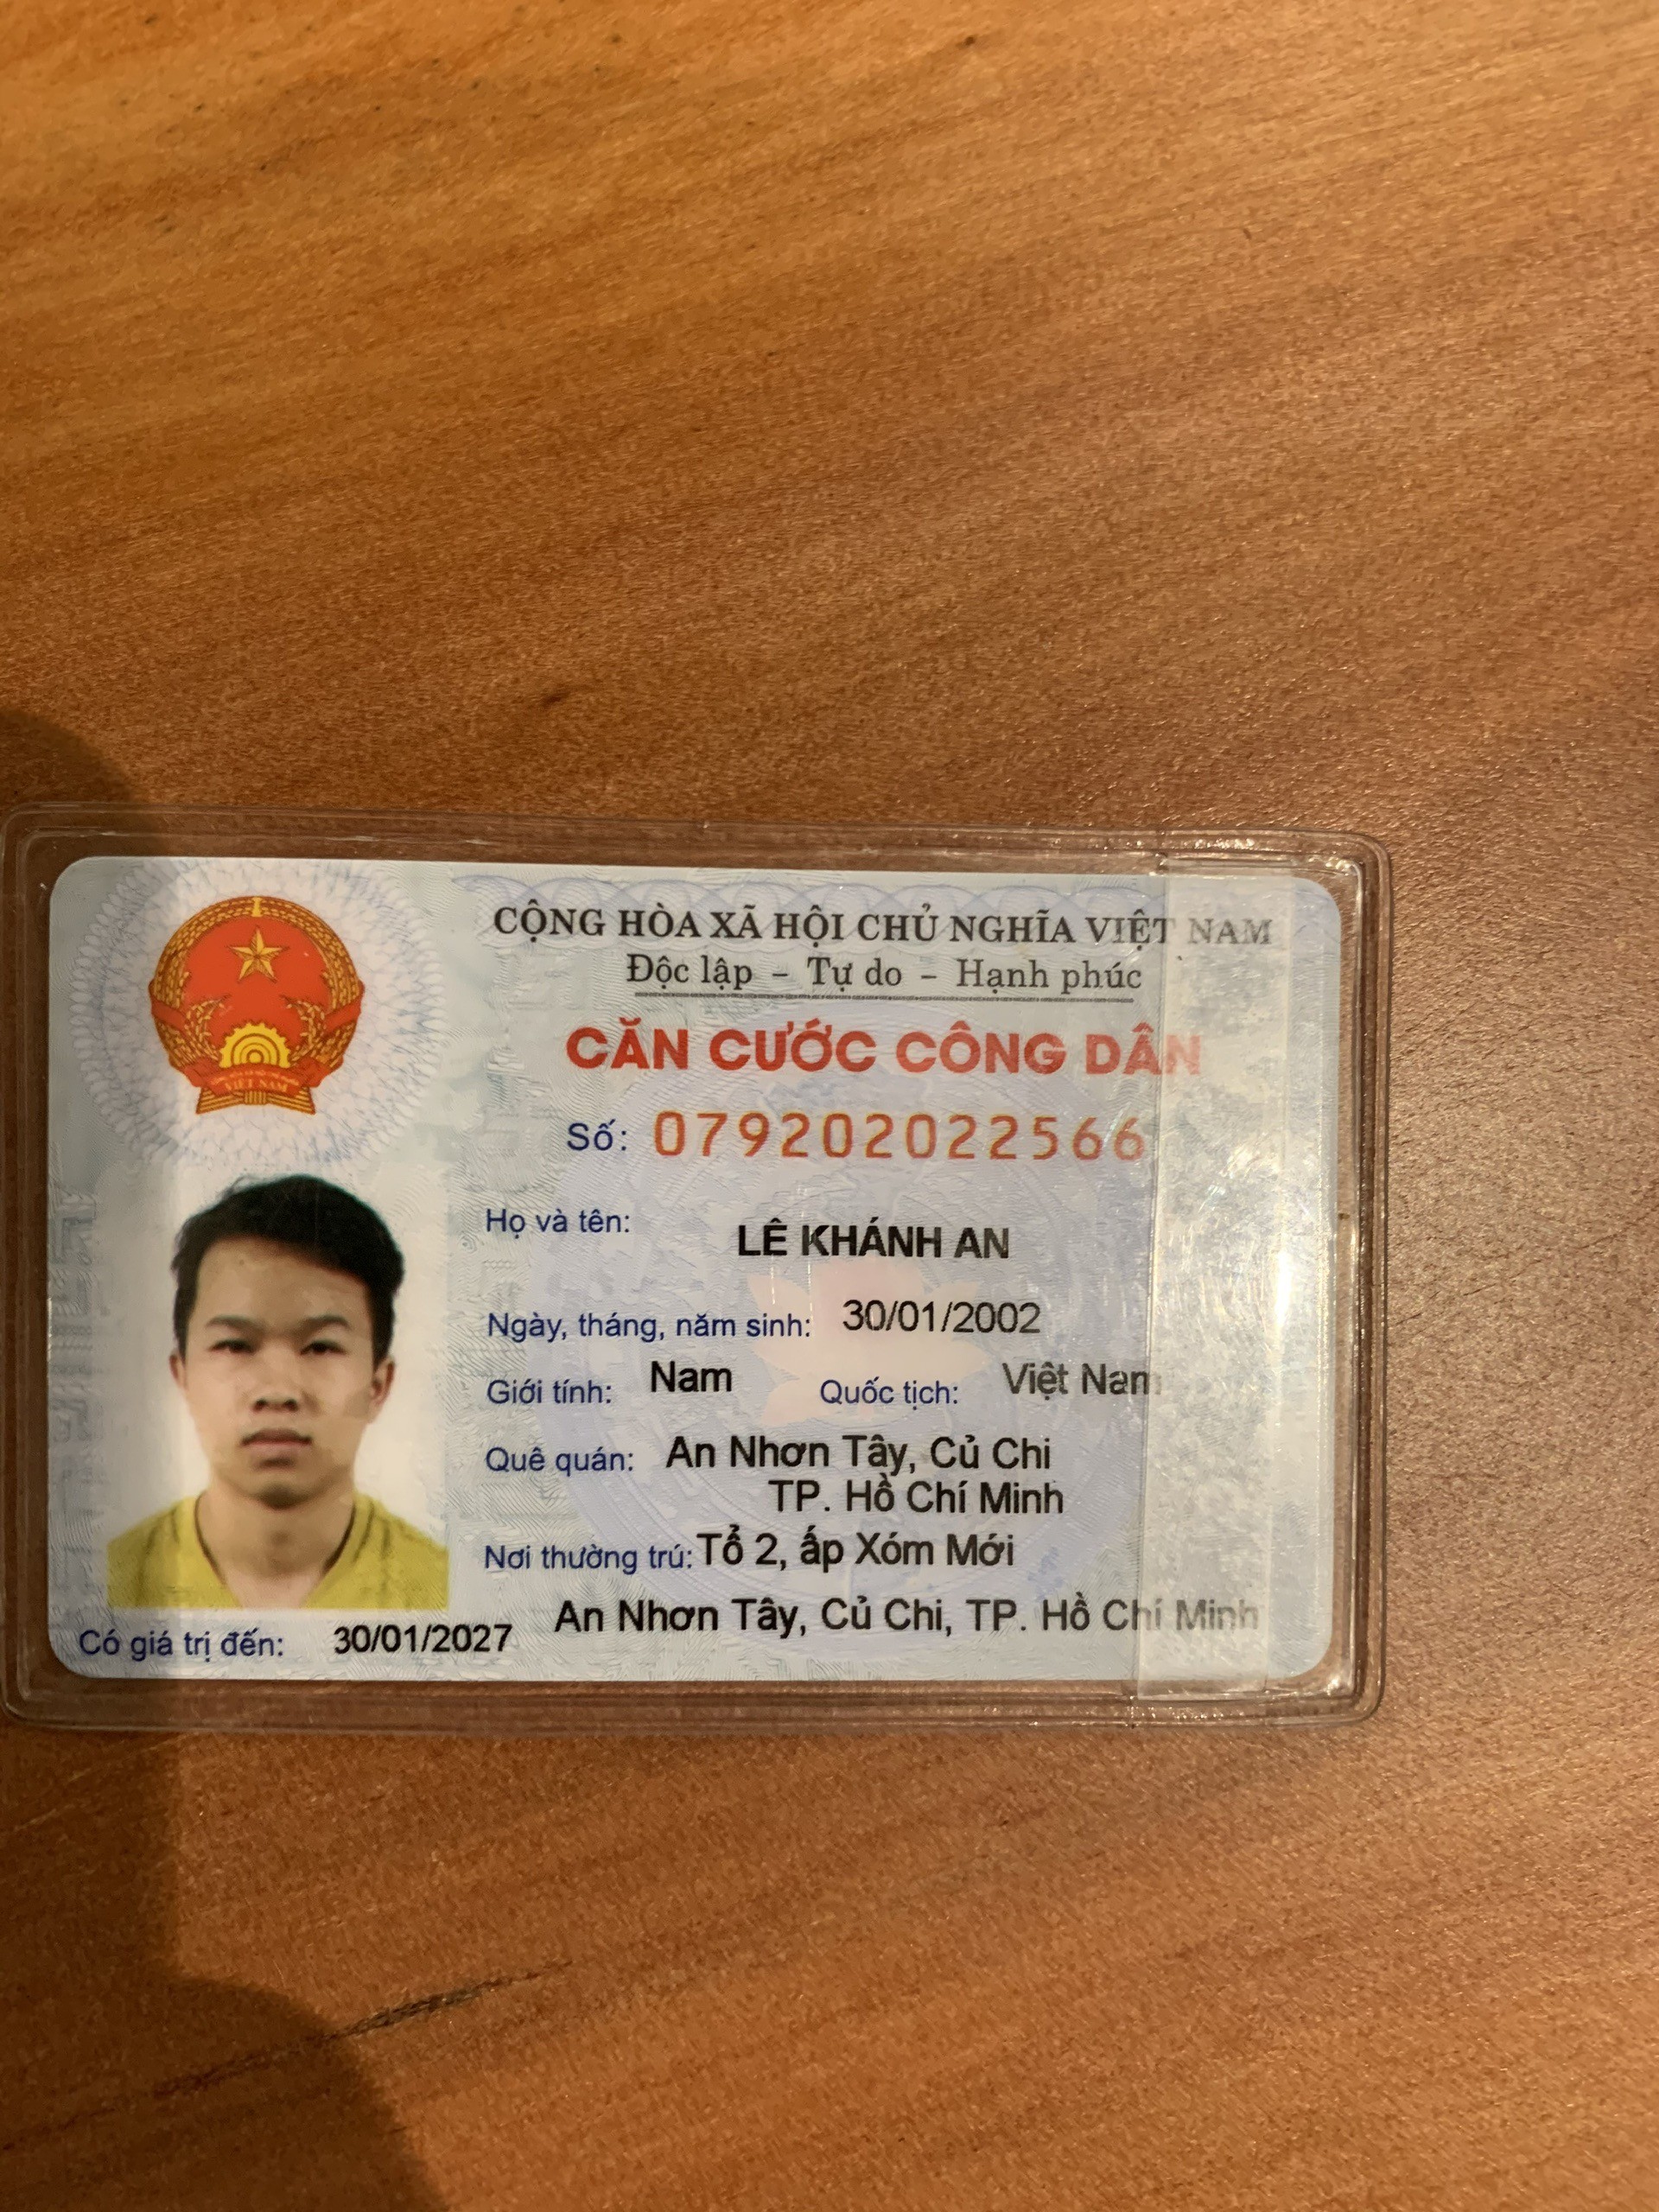 CỘNG HÒA XÃ HỘI CHỦ NGHĨA VIỆT NAM
Độc lập – Tự do – Hạnh phúc
CĂN CƯỚC CÔNG DÂN
Số: 079202022566
Họ và tên: LÊ KHÁNH AN
Ngày, tháng, năm sinh: 30/01/2002
Giới tính: Nam Quốc tịch: Việt Nam
Quê quán: An Nhơn Tây, Củ Chi
TP. Hồ Chí Minh
Nơi thường trú: Tổ 2, ấp Xóm Mới
An Nhơn Tây, Củ Chi, TP. Hồ Chí Minh
Có giá trị đến: 30/01/2027
VIỆT NAM